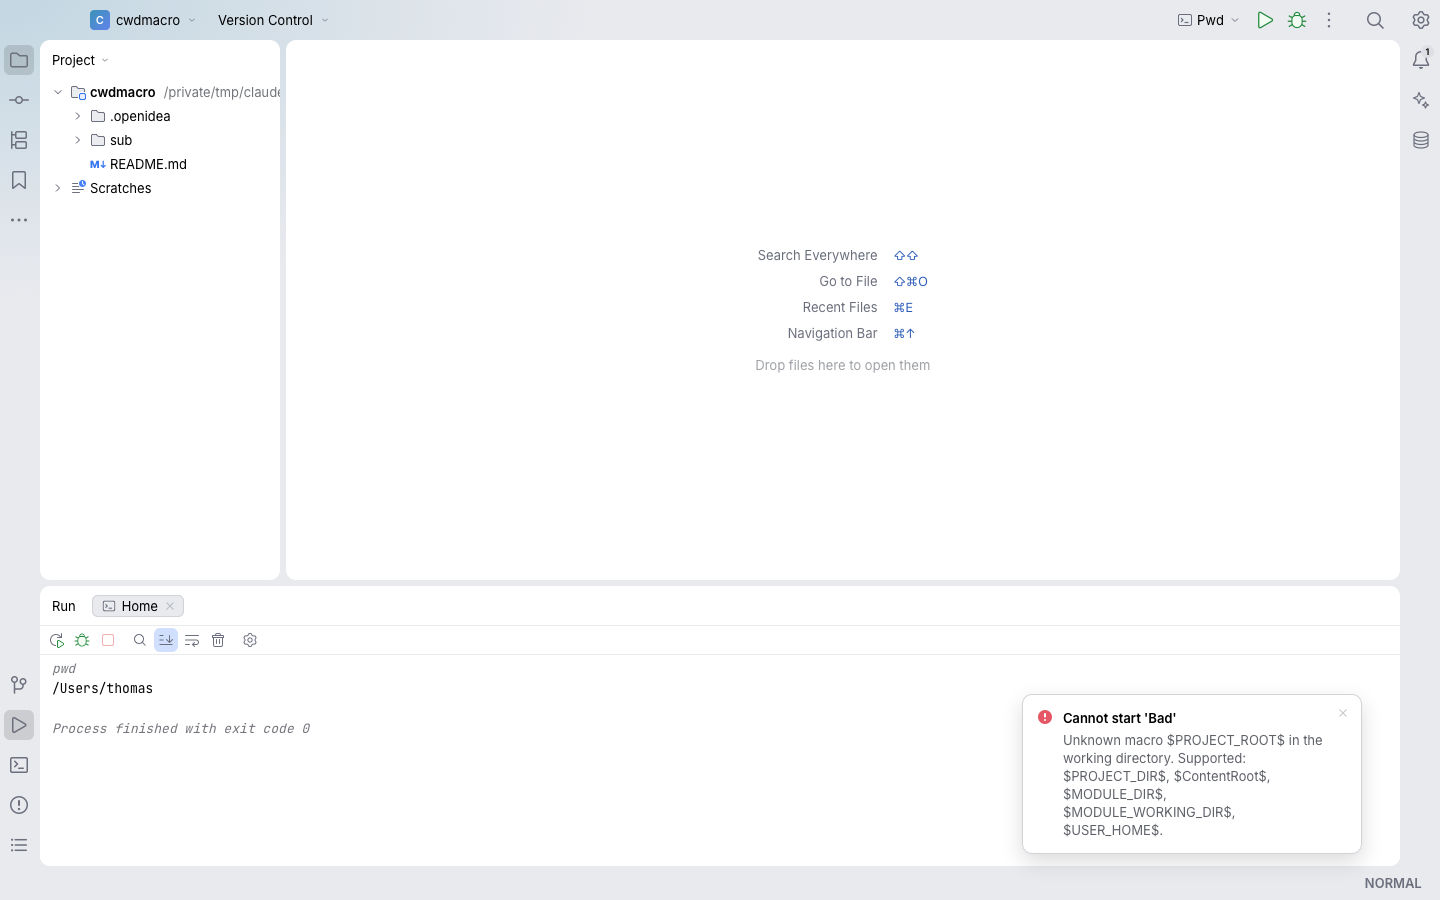 C cwdmacro Version Control Pwd
Project
cwdmacro /private/tmp/claude
.openidea
sub
M↓ README.md
Scratches
1
Search Everywhere ⇧⇧
Go to File ⇧⌘O
Recent Files ⌘E
Navigation Bar ⌘↑
Drop files here to open them
Run Home
pwd
/Users/thomas
Process finished with exit code 0
Cannot start 'Bad'
Unknown macro $PROJECT_ROOT$ in the
working directory. Supported:
$PROJECT_DIR$, $ContentRoot$,
$MODULE_DIR$,
$MODULE_WORKING_DIR$,
$USER_HOME$.
NORMAL